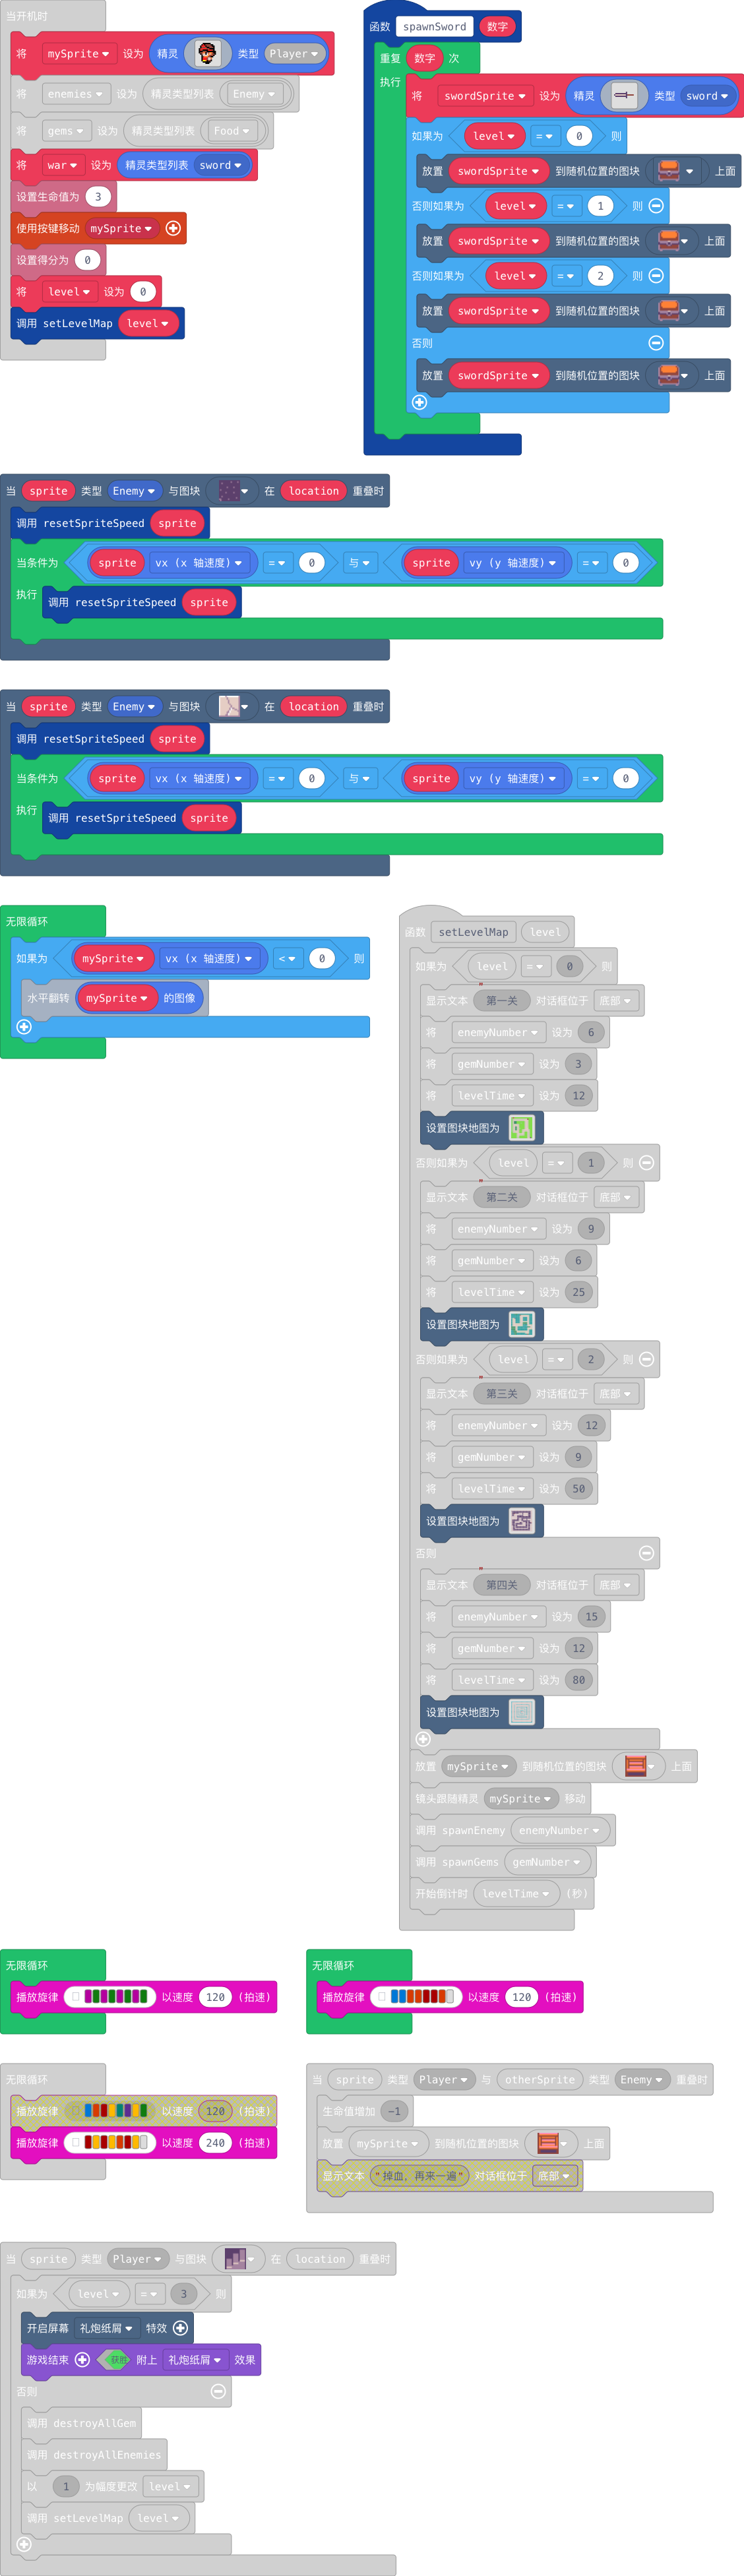 当开机时
将 mySprite 设为 精灵 类型 Player
将 enemies 设为 精灵类型列表 Enemy
将 gems 设为 精灵类型列表 Food
将 war 设为 精灵类型列表 sword
设置生命值为 3
使用按键移动 mySprite
设置得分为 0
将 level 设为 0
调用 setLevelMap level
函数 spawnSword 数字
重复 数字 次
执行
将 swordSprite 设为 精灵 类型 sword
如果为 level = 0 则
放置 swordSprite 到随机位置的图块 上面
否则如果为 level = 1 则
放置 swordSprite 到随机位置的图块 上面
否则如果为 level = 2 则
放置 swordSprite 到随机位置的图块 上面
否则
放置 swordSprite 到随机位置的图块 上面
当 sprite 类型 Enemy 与图块 在 location 重叠时
调用 resetSpriteSpeed sprite
当条件为 sprite vx (x 轴速度) = 0 与 sprite vy (y 轴速度) = 0
执行 调用 resetSpriteSpeed sprite
当 sprite 类型 Enemy 与图块 在 location 重叠时
调用 resetSpriteSpeed sprite
当条件为 sprite vx (x 轴速度) = 0 与 sprite vy (y 轴速度) = 0
执行 调用 resetSpriteSpeed sprite
无限循环
如果为 mySprite vx (x 轴速度) < 0 则
水平翻转 mySprite 的图像
函数 setLevelMap level
如果为 level = 0 则
显示文本 第一关 对话框位于 底部
将 enemyNumber 设为 6
将 gemNumber 设为 3
将 levelTime 设为 12
设置图块地图为
否则如果为 level = 1 则
显示文本 第二关 对话框位于 底部
将 enemyNumber 设为 9
将 gemNumber 设为 6
将 levelTime 设为 25
设置图块地图为
否则如果为 level = 2 则
显示文本 第三关 对话框位于 底部
将 enemyNumber 设为 12
将 gemNumber 设为 9
将 levelTime 设为 50
设置图块地图为
否则
显示文本 第四关 对话框位于 底部
将 enemyNumber 设为 15
将 gemNumber 设为 12
将 levelTime 设为 80
设置图块地图为
放置 mySprite 到随机位置的图块 上面
镜头跟随精灵 mySprite 移动
调用 spawnEnemy enemyNumber
调用 spawnGems gemNumber
开始倒计时 levelTime (秒)
无限循环
播放旋律 以速度 120 (拍速)
无限循环
播放旋律 以速度 120 (拍速)
无限循环
播放旋律 以速度 120 (拍速)
播放旋律 以速度 240 (拍速)
当 sprite 类型 Player 与 otherSprite 类型 Enemy 重叠时
生命值增加 -1
放置 mySprite 到随机位置的图块 上面
显示文本 "掉血，再来一遍" 对话框位于 底部
当 sprite 类型 Player 与图块 在 location 重叠时
如果为 level = 3 则
开启屏幕 礼炮纸屑 特效
游戏结束 获胜 附上 礼炮纸屑 效果
否则
调用 destroyAllGem
调用 destroyAllEnemies
以 1 为幅度更改 level
调用 setLevelMap level